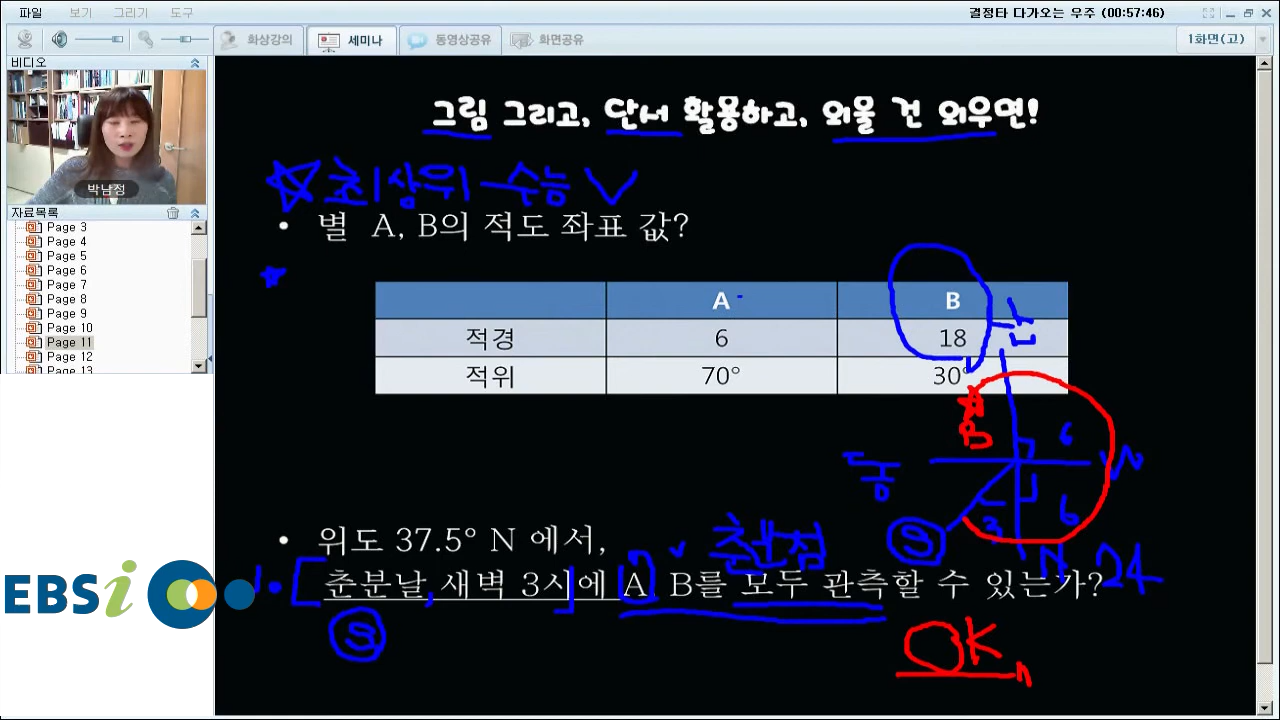 파일 보기 그리기 도구 결정타 다가오는 우주 (00:57:46)
화상강의 세미나 동영상공유 화면공유 1화면(고)
비디오
박남정
자료목록
Page 3
Page 4
Page 5
Page 6
Page 7
Page 8
Page 9
Page 10
Page 11
Page 12
Page 13
그림 그리고, 단서 활용하고, 외울 건 외우면!
최상위 수능
• 별 A, B의 적도 좌표 값?
A B
적경 6 18
적위 70° 30°
남
B 6
동 W
3 6
S
N 24
• 위도 37.5° N 에서,
춘분점
1. 춘분날, 새벽 3시에 A, B를 모두 관측할 수 있는가?
S
OK
EBSi